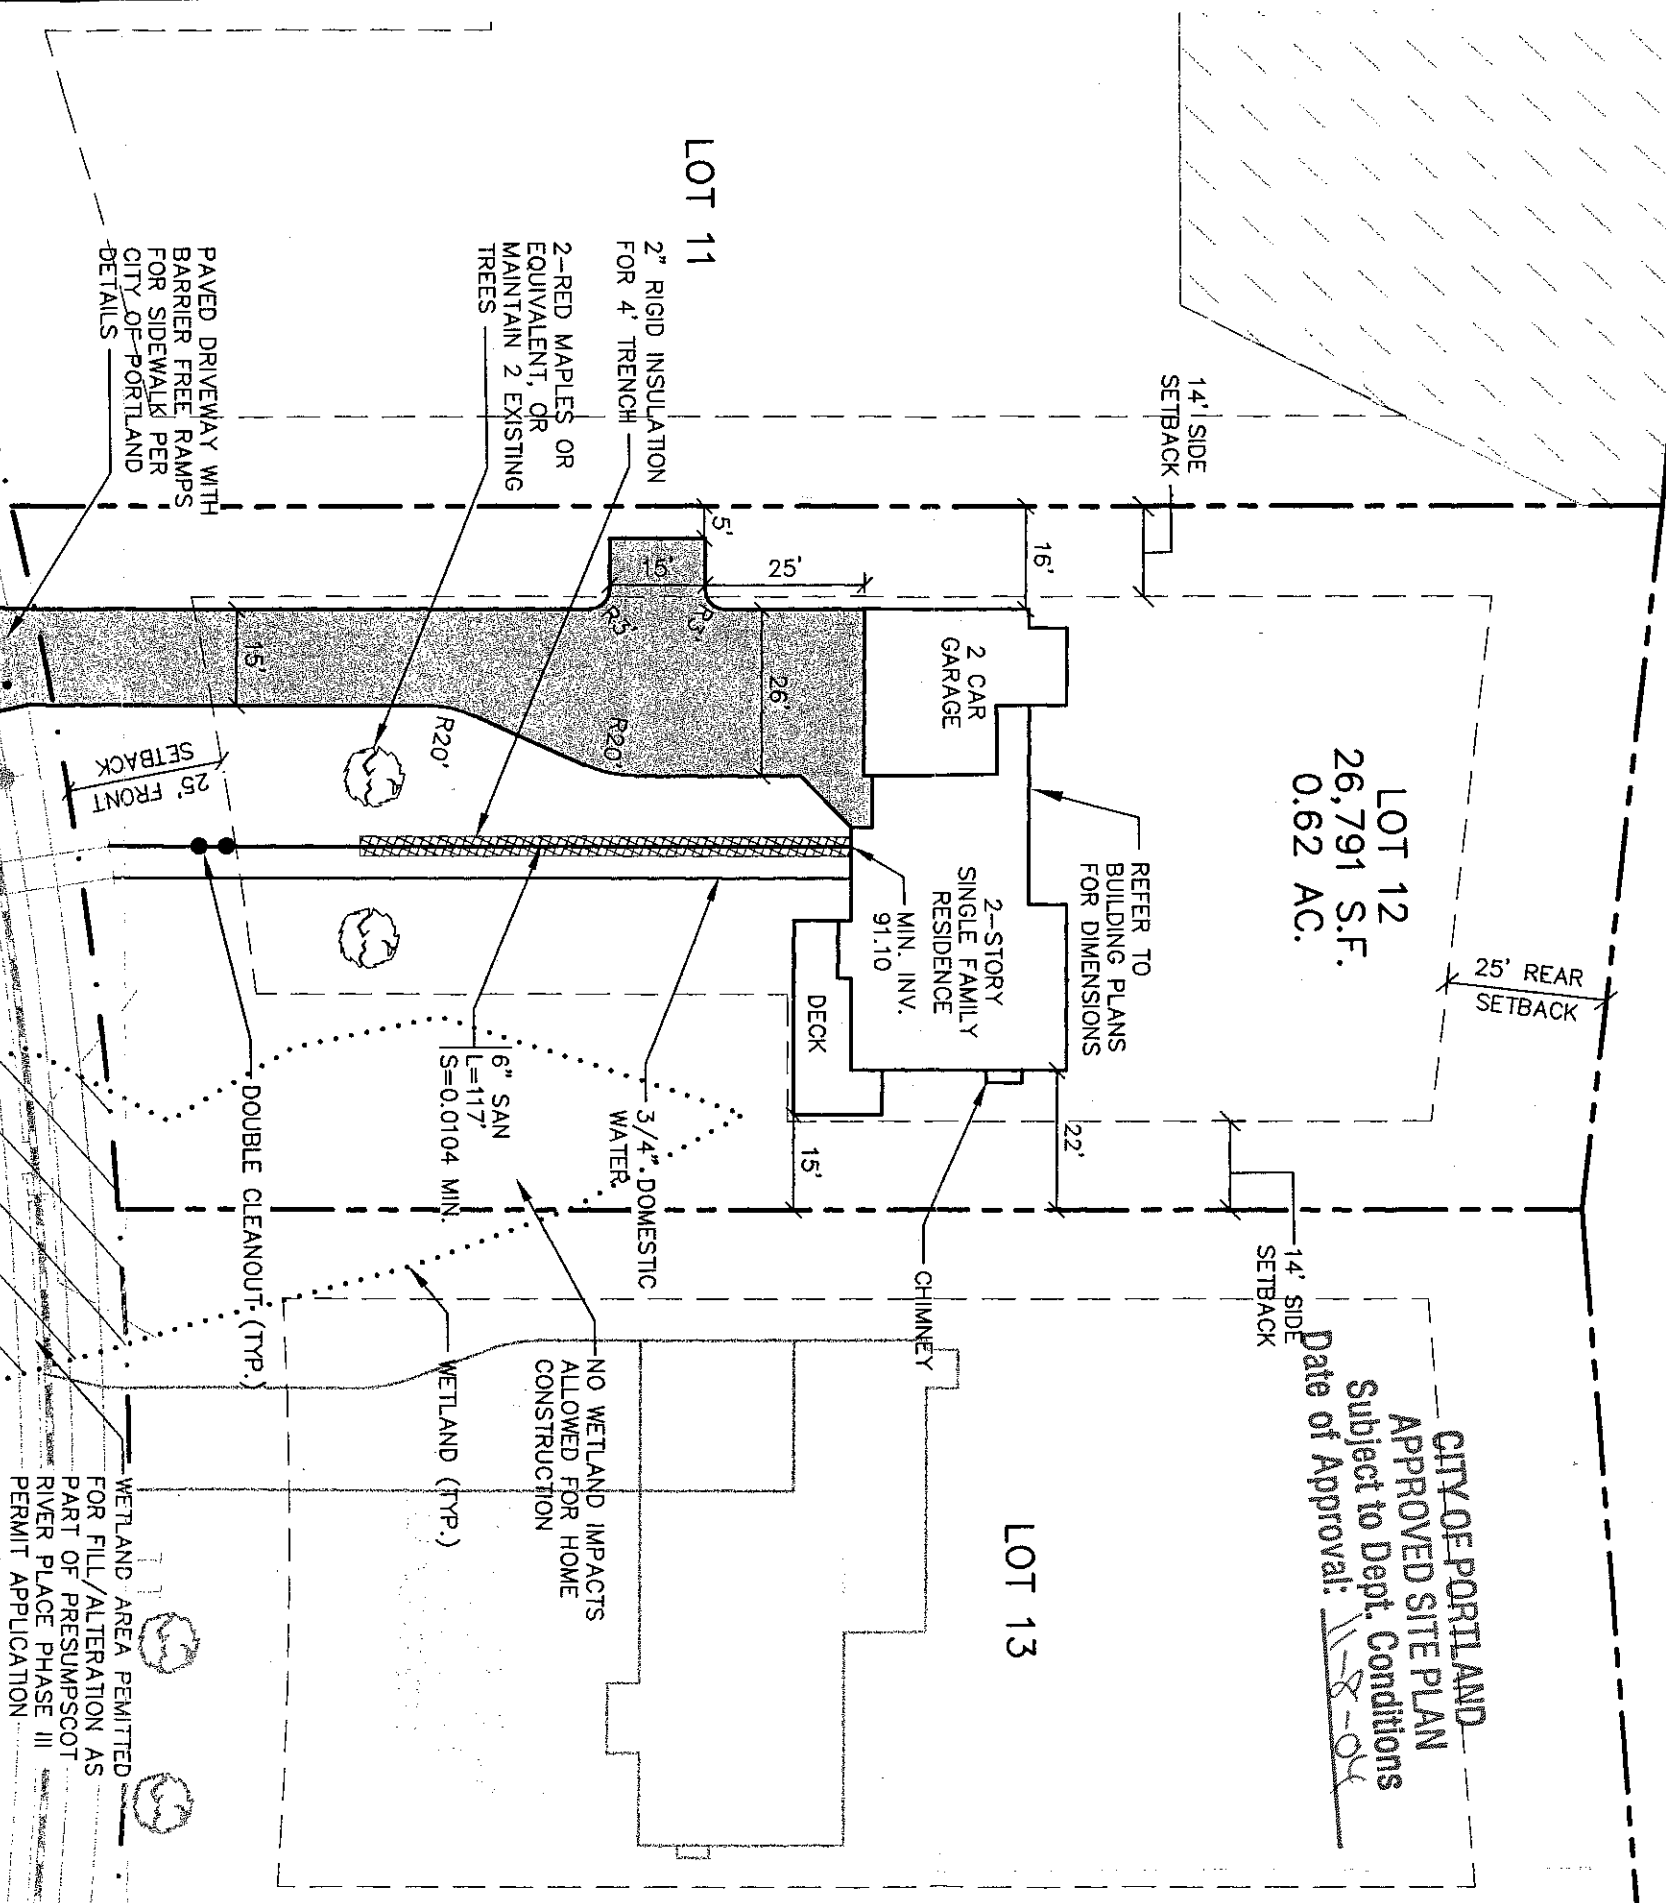 LOT 11
LOT 12
26,791 S.F.
0.62 AC.
LOT 13
CITY OF PORTLAND
APPROVED SITE PLAN
Subject to Dept. Conditions
Date of Approval: 11-8-04
25' REAR
SETBACK
14' SIDE
SETBACK
14' SIDE
SETBACK
16'
22'
REFER TO
BUILDING PLANS
FOR DIMENSIONS
2 CAR
GARAGE
2-STORY
SINGLE FAMILY
RESIDENCE
MIN. INV.
91.10
DECK
CHIMNEY
15'
5'
15'
25'
R3'
R3'
26'
R20'
R20'
15'
2" RIGID INSULATION
FOR 4' TRENCH
2-RED MAPLES OR
EQUIVALENT, OR
MAINTAIN 2 EXISTING
TREES
3/4" DOMESTIC
WATER
6" SAN
L=117'
S=0.0104 MIN.
NO WETLAND IMPACTS
ALLOWED FOR HOME
CONSTRUCTION
WETLAND (TYP.)
DOUBLE CLEANOUT (TYP.)
25' FRONT
SETBACK
PAVED DRIVEWAY WITH
BARRIER FREE RAMPS
FOR SIDEWALK PER
CITY OF PORTLAND
DETAILS
WETLAND AREA PEMITTED
FOR FILL/ALTERATION AS
PART OF PRESUMPSCOT
RIVER PLACE PHASE III
PERMIT APPLICATION